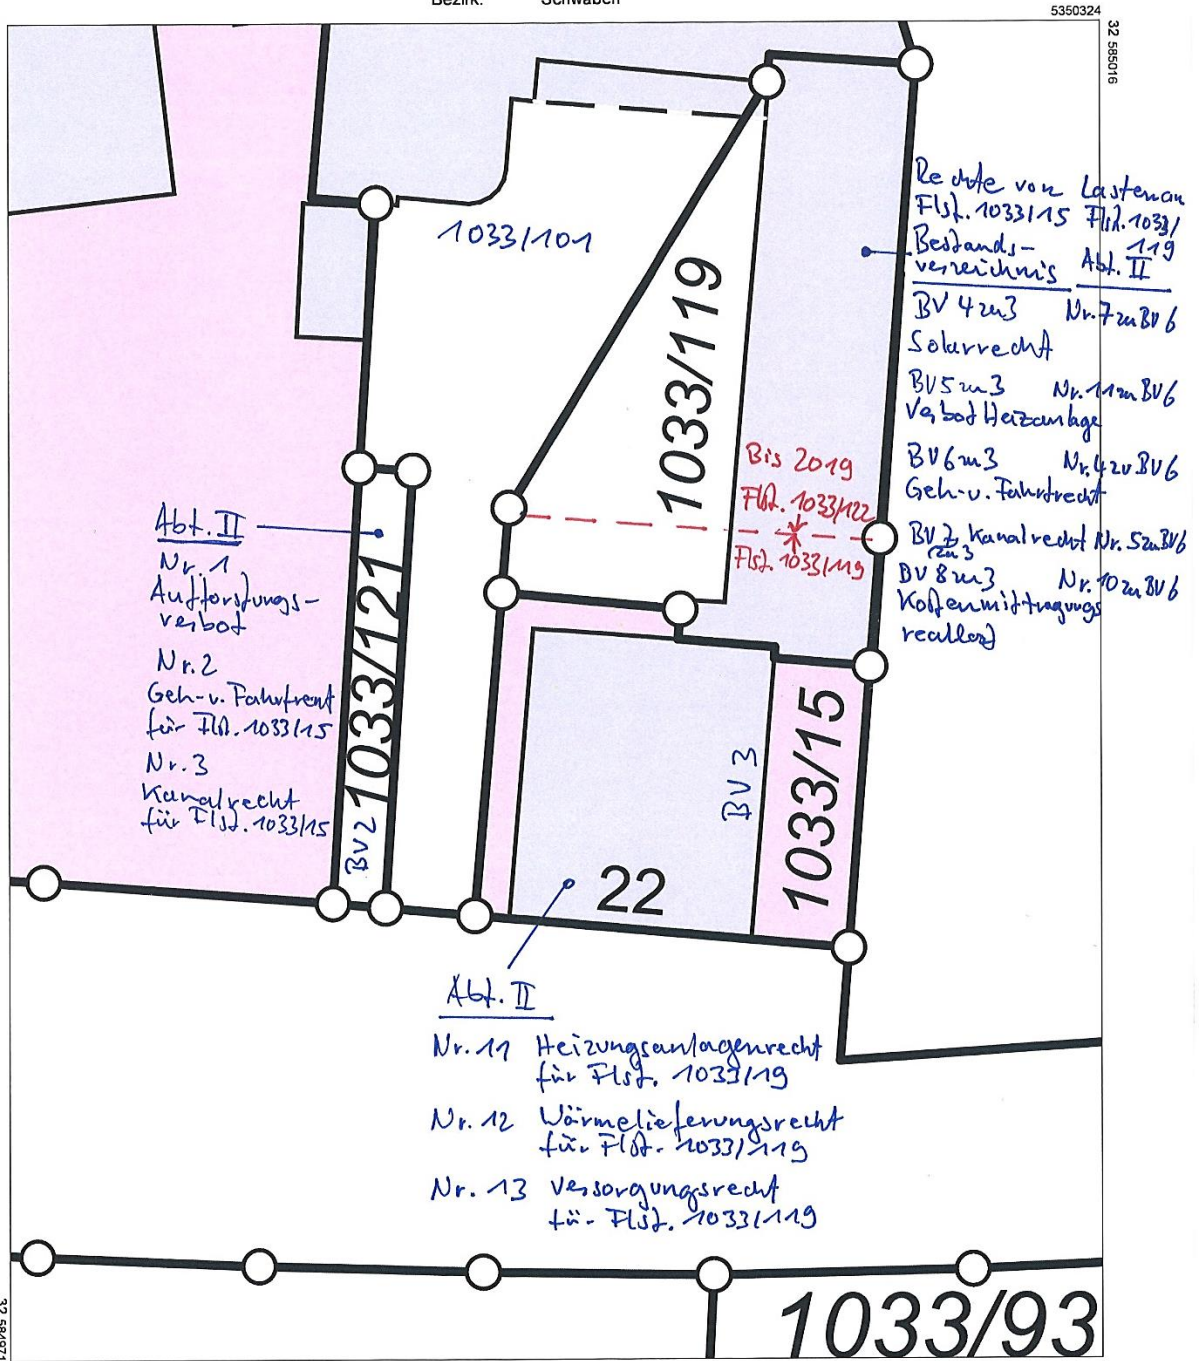 Bezirk: Schwaben
5350324
32 585016
Rechte von Lasten an
Flst. 1033/15 Flst. 1033/
119
Bestands-
verzeichnis Abt. II
BV 4 zu 3 Nr. 7 zu BV 6
Solarrecht
BV 5 zu 3 Nr. 11 zu BV 6
Verbot Heizanlage
BV 6 zu 3 Nr. 4 zu BV 6
Geh- u. Fahrtrecht
BV 7 Kanalrecht Nr. 5 zu BV 6
zu 3
BV 8 zu 3 Nr. 10 zu BV 6
Kostenmittragungs
reallast
1033/101
1033/119
Bis 2019
Flst. 1033/122
Flst. 1033/119
Abt. II
Nr. 1
Aufforstungs-
verbot
Nr. 2
Geh- u. Fahrtrecht
für Flst. 1033/15
Nr. 3
Kanalrecht
für Flst. 1033/15
BV 2 1033/121
BV 3
1033/15
22
Abt. II
Nr. 11 Heizungsanlagenrecht
für Flst. 1033/19
Nr. 12 Wärmelieferungsrecht
für Flst. 1033/119
Nr. 13 Versorgungsrecht
für Flst. 1033/119
1033/93
32 584971